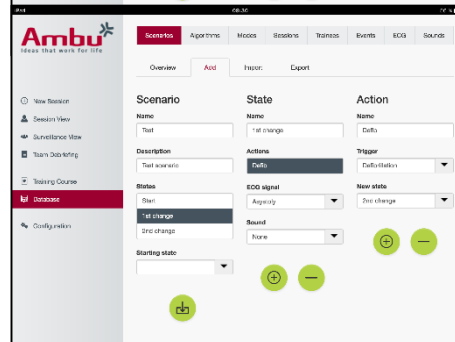 iPad
08:30
Ambu
Ideas that work for life
Scenarios
Algorithms
Modes
Sessions
Trainees
Events
ECG
Sounds
Overview
Add
Import
Export
New Session
Session View
Surveillance View
Team Debriefing
Training Course
Database
Configuration
Scenario
Name
Test
Description
Test scenario
States
Start
1st change
2nd change
Starting state
State
Name
1st change
Actions
Defib
ECG signal
Asystoly
Sound
None
Action
Name
Defib
Trigger
Defibrillation
New state
2nd change